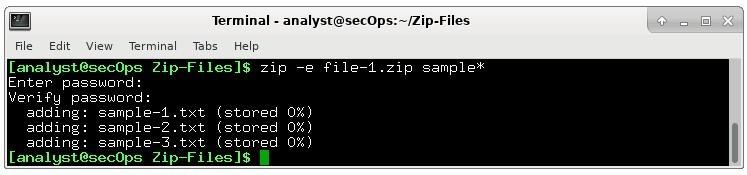 Terminal - analyst@secOps:~/Zip-Files
File Edit View Terminal Tabs Help
[analyst@secOps Zip-Files]$ zip -e file-1.zip sample*
Enter password:
Verify password:
  adding: sample-1.txt (stored 0%)
  adding: sample-2.txt (stored 0%)
  adding: sample-3.txt (stored 0%)
[analyst@secOps Zip-Files]$